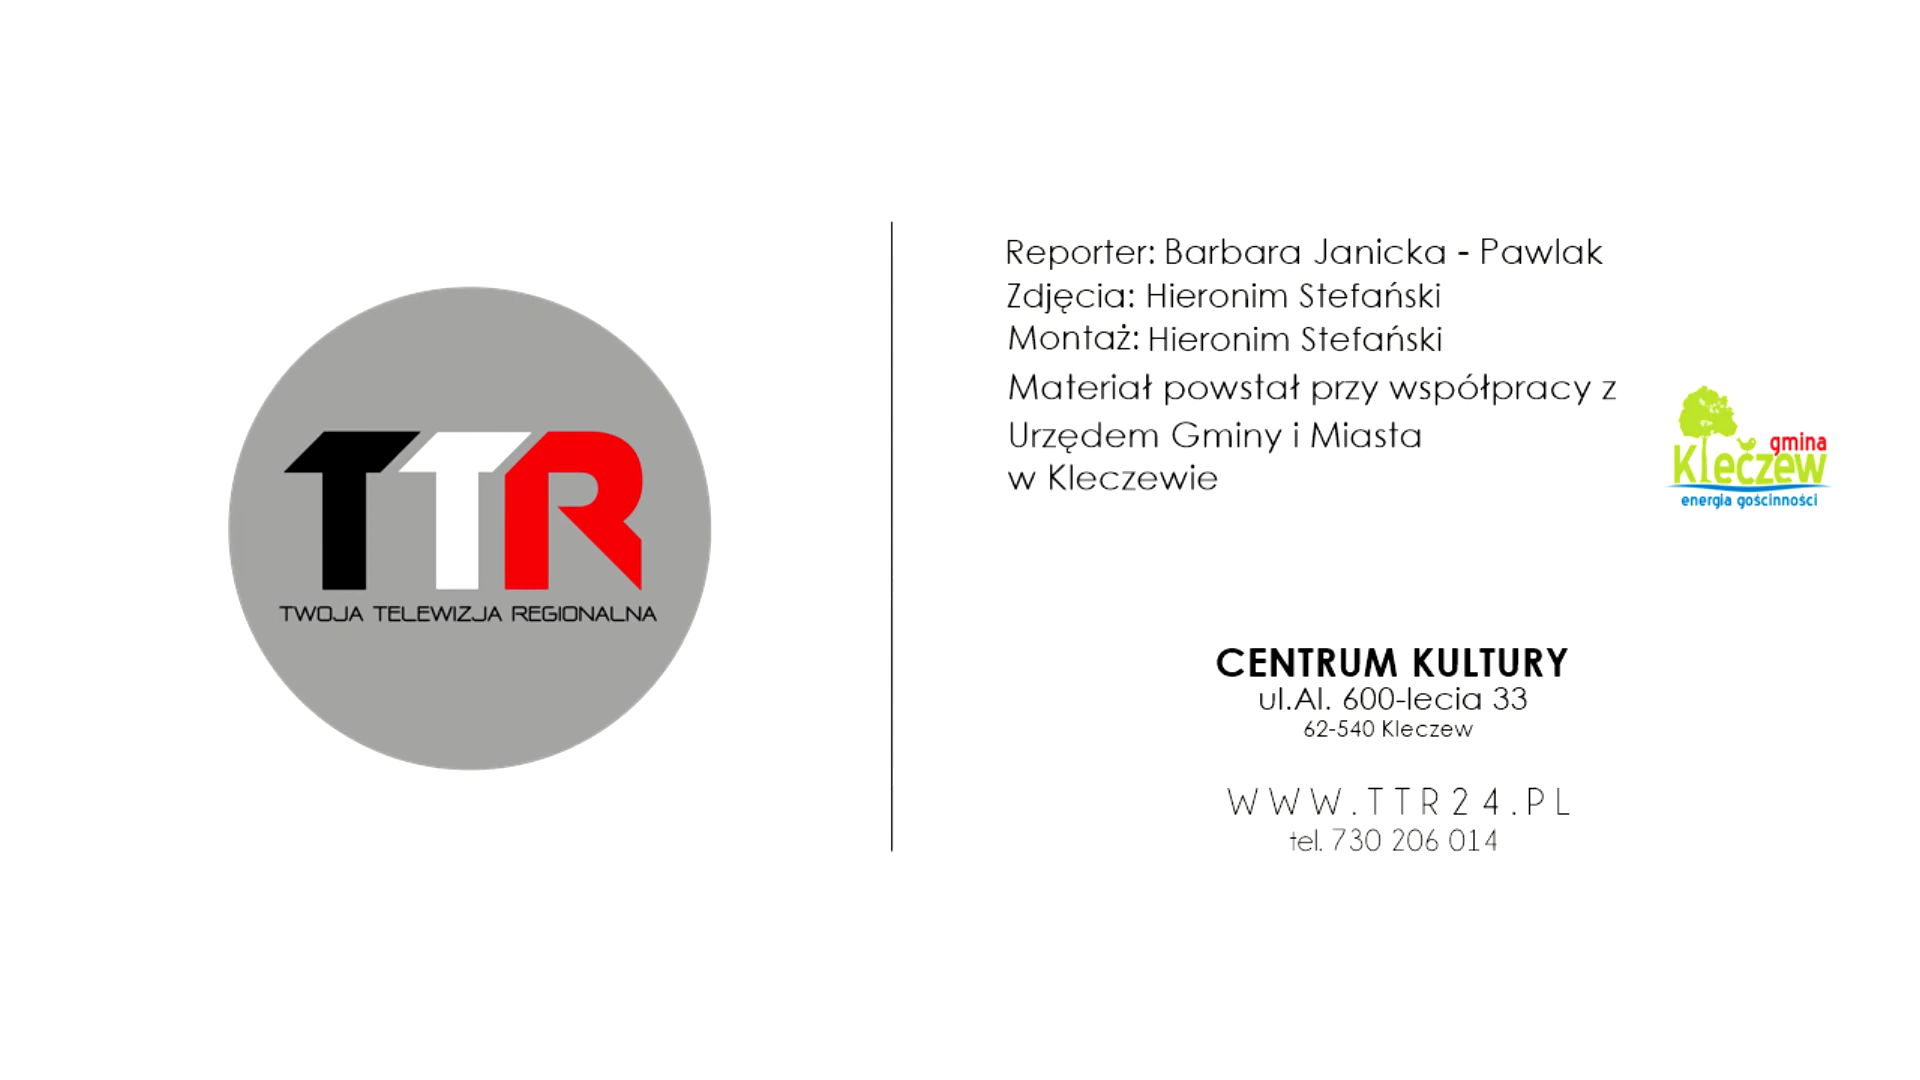 TTR
TWOJA TELEWIZJA REGIONALNA
Reporter: Barbara Janicka - Pawlak
Zdjęcia: Hieronim Stefański
Montaż: Hieronim Stefański
Materiał powstał przy współpracy z
Urzędem Gminy i Miasta
w Kleczewie
gmina
Kleczew
energia gościnności
CENTRUM KULTURY
ul.Al. 600-lecia 33
62-540 Kleczew
WWW.TTR24.PL
tel. 730 206 014